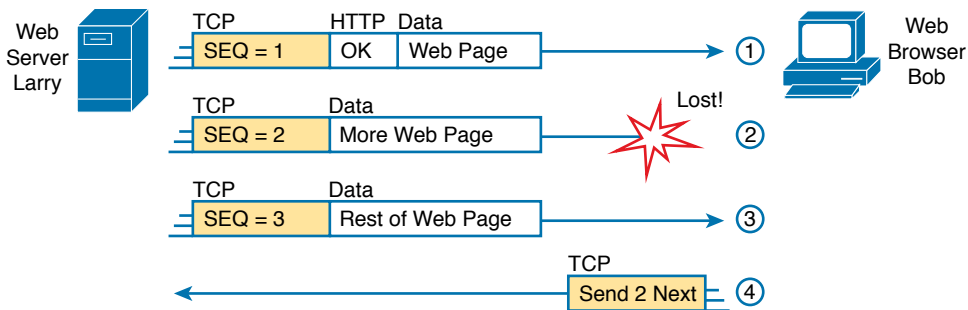 Web
Server
Larry
TCP HTTP Data
SEQ = 1 OK Web Page
1
Web
Browser
Bob
TCP Data
SEQ = 2 More Web Page
Lost!
2
TCP Data
SEQ = 3 Rest of Web Page
3
TCP
Send 2 Next
4